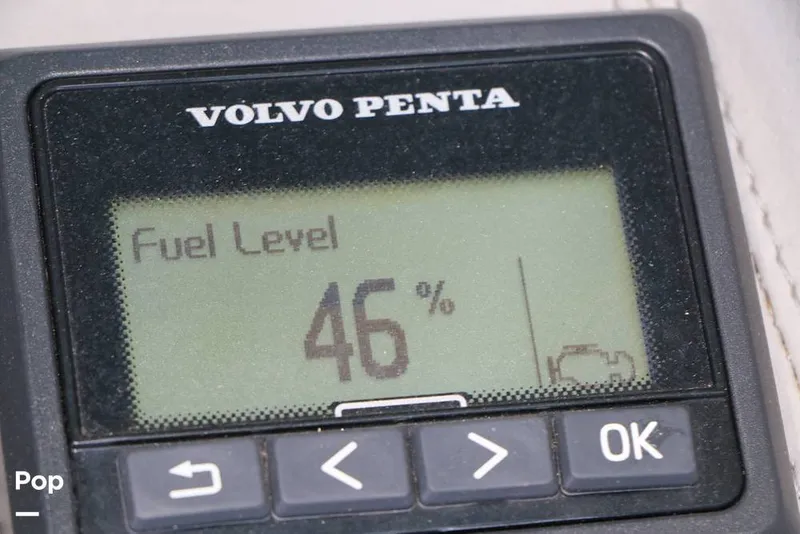 VOLVO PENTA
Fuel Level
46 %
< > OK
Pop